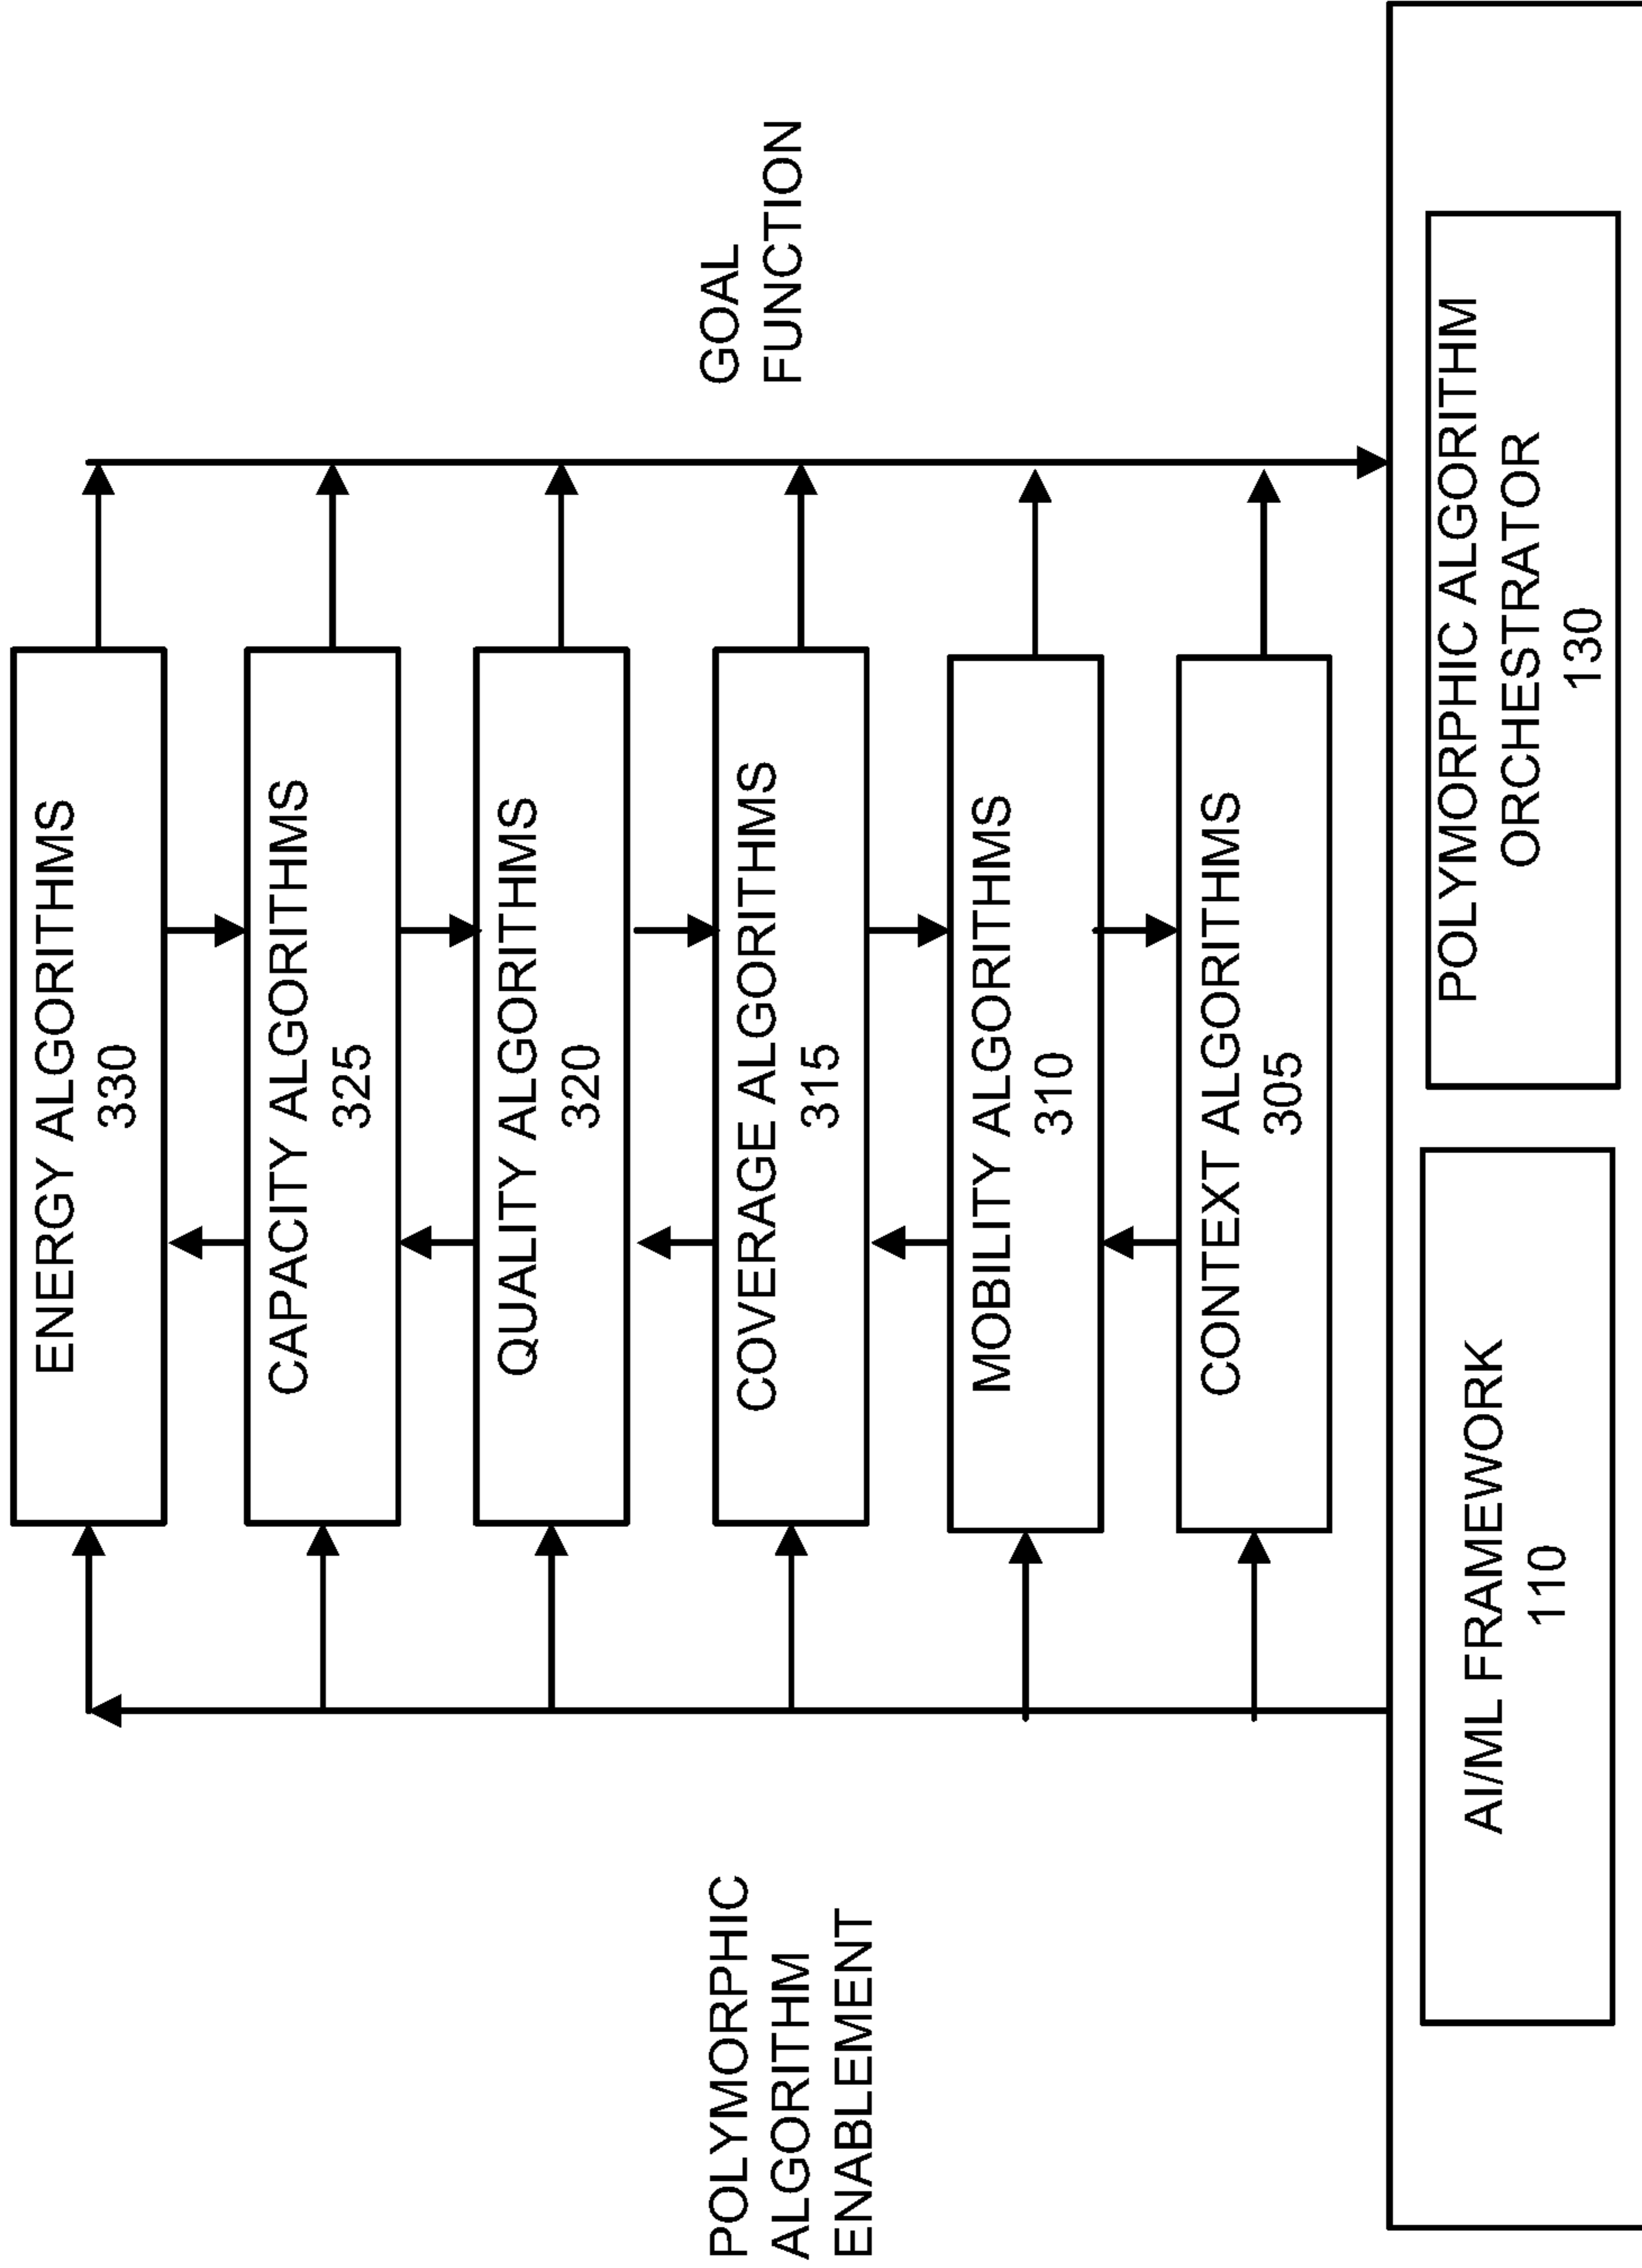 ENERGY ALGORITHMS
330
CAPACITY ALGORITHMS
325
QUALITY ALGORITHMS
320
COVERAGE ALGORITHMS
315
MOBILITY ALGORITHMS
310
CONTEXT ALGORITHMS
305
POLYMORPHIC
ALGORITHM
ENABLEMENT
GOAL
FUNCTION
AI/ML FRAMEWORK
110
POLYMORPHIC ALGORITHM
ORCHESTRATOR
130